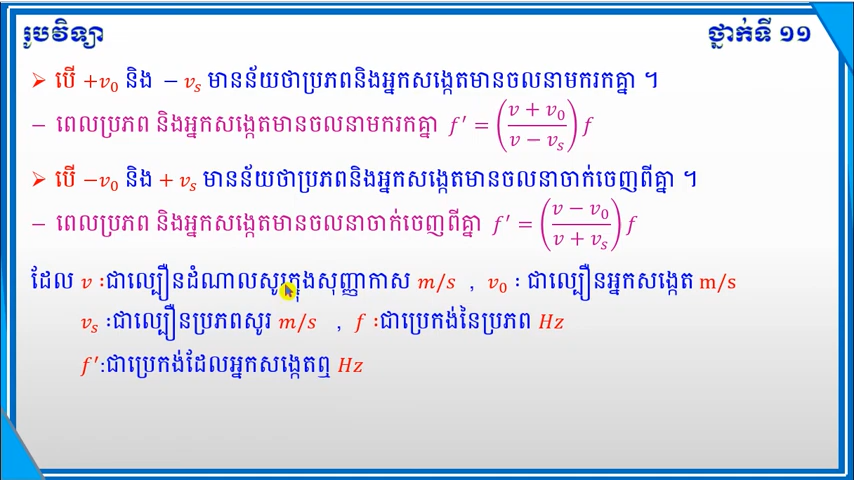 រូបវិទ្យា
ថ្នាក់ទី ១១
➢ បើ +v₀ និង − vₛ មានន័យថាប្រភពនិងអ្នកសង្កេតមានចលនាមករកគ្នា ។
− ពេលប្រភព និងអ្នកសង្កេតមានចលនាមករកគ្នា f′ = ((v + v₀)/(v − vₛ)) f
➢ បើ −v₀ និង + vₛ មានន័យថាប្រភពនិងអ្នកសង្កេតមានចលនាចាក់ចេញពីគ្នា ។
− ពេលប្រភព និងអ្នកសង្កេតមានចលនាចាក់ចេញពីគ្នា f′ = ((v − v₀)/(v + vₛ)) f
ដែល v ៈជាល្បឿនដំណាលសូរក្នុងសុញ្ញាកាស m/s , v₀ ៈ ជាល្បឿនអ្នកសង្កេត m/s
vₛ ៈជាល្បឿនប្រភពសូរ m/s , f ៈជាប្រេកង់នៃប្រភព Hz
f′:ជាប្រេកង់ដែលអ្នកសង្កេតឮ Hz